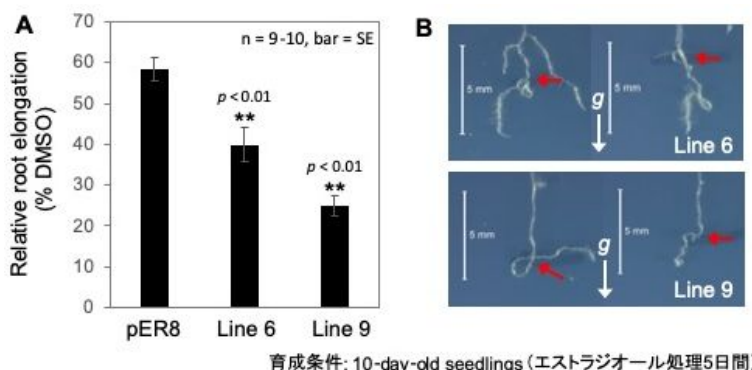 A
Relative root elongation
(% DMSO)
70
60
50
40
30
20
10
0
n = 9-10, bar = SE
p < 0.01
**
p < 0.01
**
pER8
Line 6
Line 9
B
5 mm
5 mm
g
Line 6
5 mm
5 mm
g
Line 9
育成条件: 10-day-old seedlings (エストラジオール処理5日間)